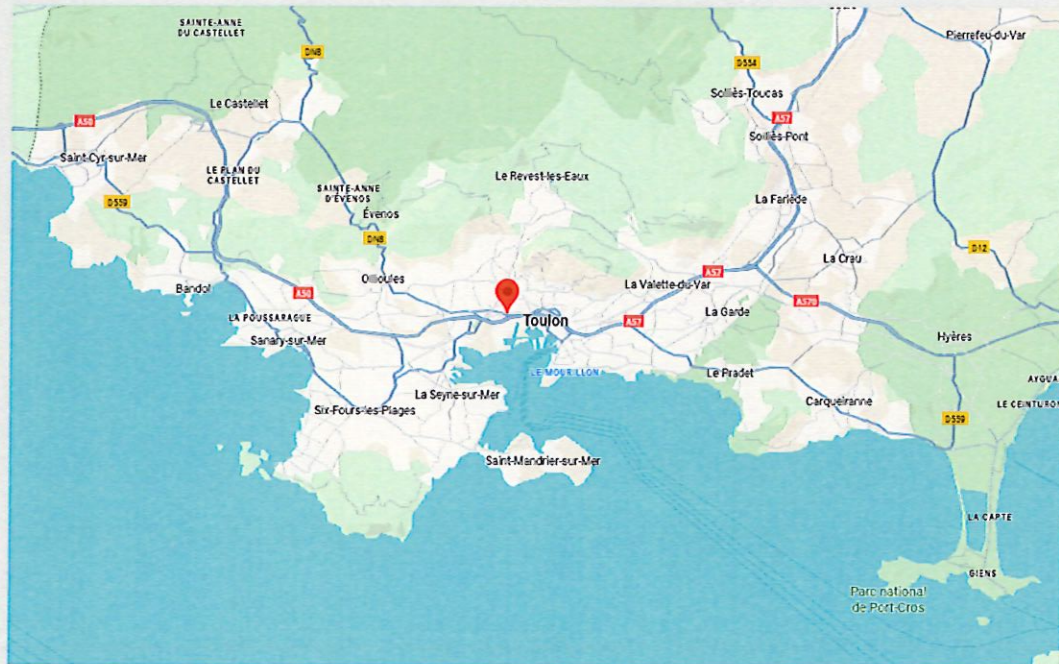 SAINTE-ANNE
DU CASTELLET
DN8
Pierrefeu-du-Var
D554
Solliès-Toucas
Le Castellet
A50
A57
Solliès-Pont
Saint-Cyr-sur-Mer
LE PLAN DU
CASTELLET
Le Revest-les-Eaux
SAINTE-ANNE
D'ÉVENOS
D559
La Farlède
Évenos
DN8
D12
La Crau
A57
Ollioules
La Valette-du-Var
Bandol
A50
A570
La Garde
LA POUSSARAGUE
Toulon
A57
Sanary-sur-Mer
Hyères
LE MOURILLON
Le Pradet
AYGUA
La Seyne-sur-Mer
Carqueiranne
LE CEINTURON
Six-Fours-les-Plages
D559
Saint-Mandrier-sur-Mer
LA CAPTE
GIENS
Parc national
de Port-Cros